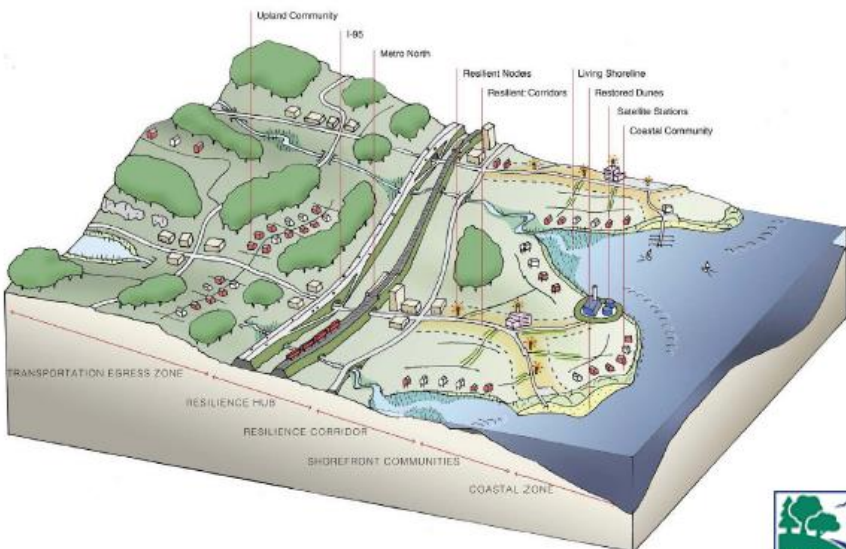 Upland Community
I-95
Metro North
Resilient Nodes
Resilient Corridors
Living Shoreline
Restored Dunes
Satellite Stations
Coastal Community
TRANSPORTATION EGRESS ZONE
RESILIENCE HUB
RESILIENCE CORRIDOR
SHOREFRONT COMMUNITIES
COASTAL ZONE